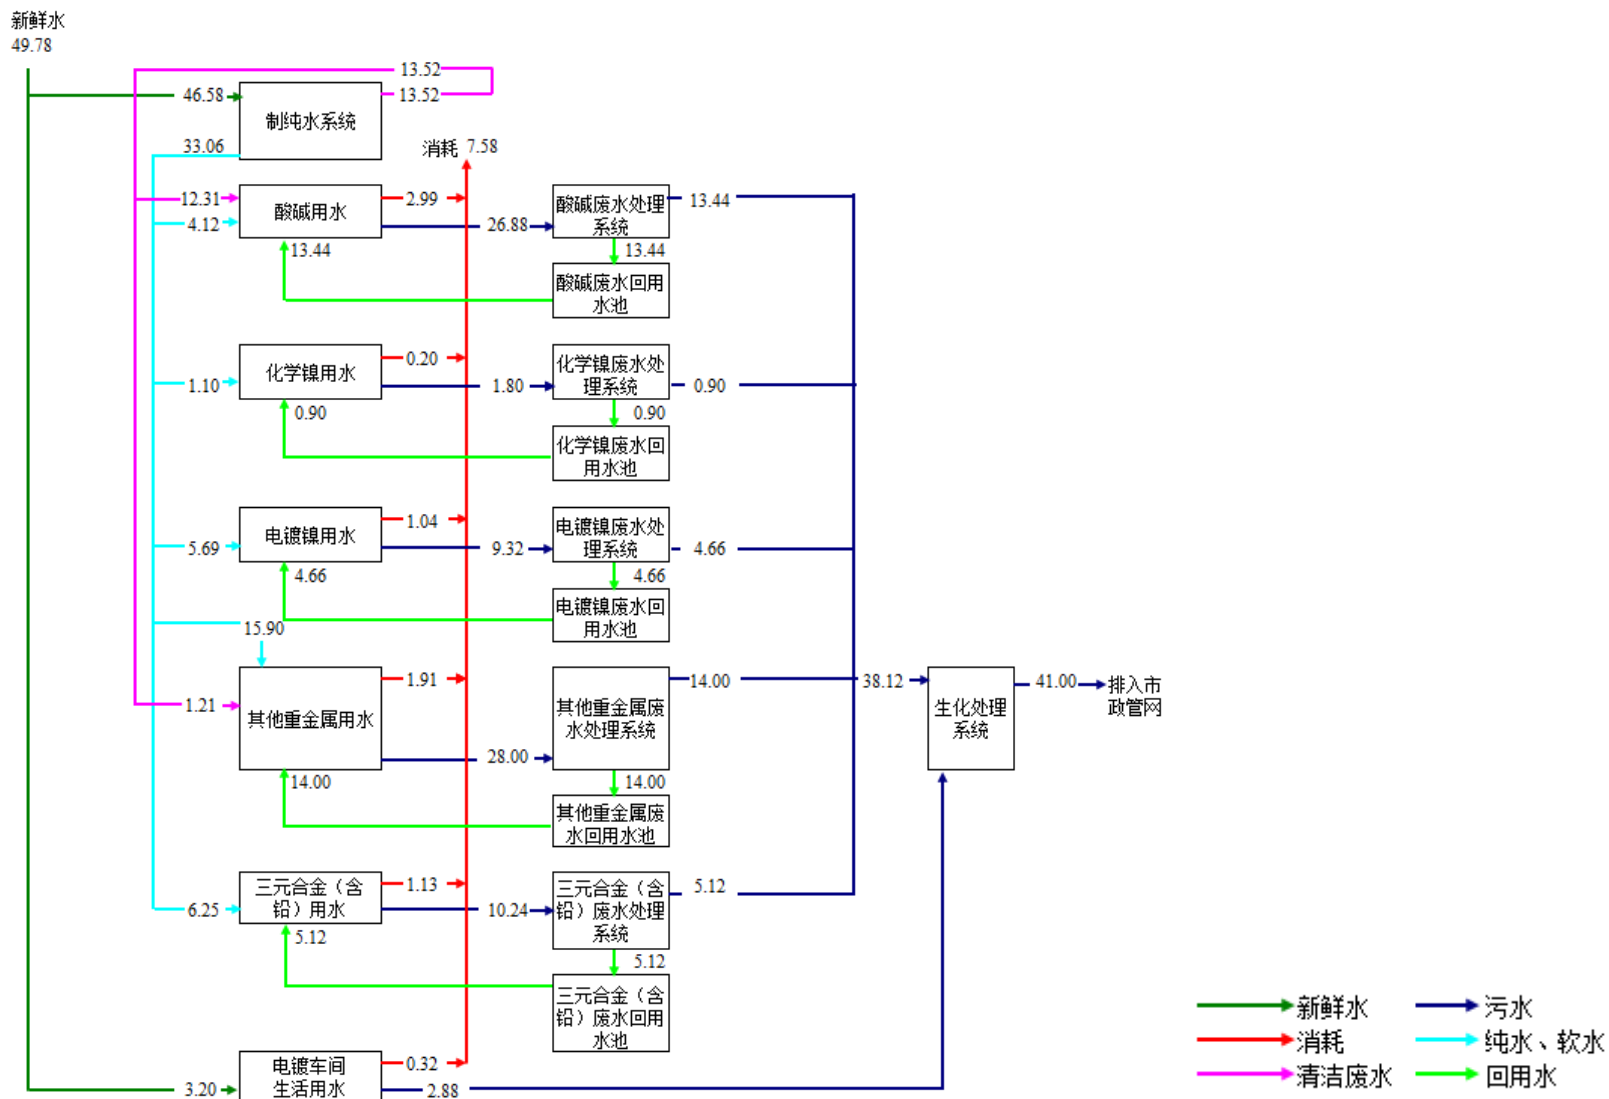 新鲜水
49.78
13.52
46.58
13.52
制纯水系统
33.06
消耗 7.58
12.31
4.12
酸碱用水
2.99
26.88
13.44
酸碱废水处理
系统
13.44
13.44
酸碱废水回用
水池
1.10
化学镍用水
0.20
1.80
0.90
化学镍废水处
理系统
0.90
0.90
化学镍废水回
用水池
5.69
电镀镍用水
1.04
9.32
4.66
电镀镍废水处
理系统
4.66
4.66
电镀镍废水回
用水池
15.90
1.21
其他重金属用水
1.91
28.00
14.00
其他重金属废
水处理系统
14.00
14.00
其他重金属废
水回用水池
38.12
生化处理
系统
41.00
排入市
政管网
6.25
三元合金（含
铅）用水
1.13
10.24
5.12
三元合金（含
铅）废水处理
系统
5.12
5.12
三元合金（含
铅）废水回用
水池
3.20
电镀车间
生活用水
0.32
2.88
新鲜水
污水
消耗
纯水、软水
清洁废水
回用水